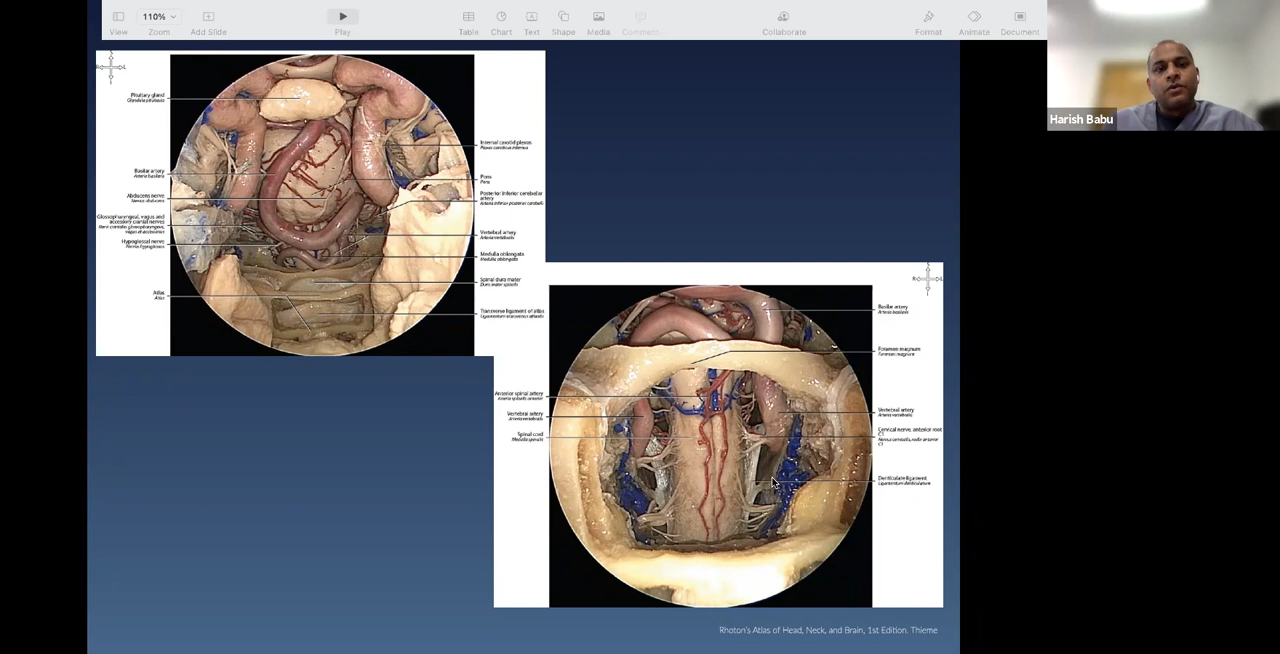 110%
View
Zoom
Add Slide
Play
Table
Chart
Text
Shape
Media
Comment
Collaborate
Format
Animate
Document
Harish Babu
Pituitary gland
Glandula pituitaria
Basilar artery
Arteria basilaris
Abducens nerve
Nervus abducens
Glossopharyngeal, vagus and
accessory cranial nerves
Hypoglossal nerve
Nervus hypoglossus
Atlas
Atlas
Internal carotid plexus
Plexus caroticus internus
Pons
Pons
Posterior inferior cerebellar
artery
Arteria inferior posterior cerebelli
Vertebral artery
Arteria vertebralis
Medulla oblongata
Medulla oblongata
Spinal dura mater
Dura mater spinalis
Transverse ligament of atlas
Ligamentum transversum atlantis
Anterior spinal artery
Arteria spinalis anterior
Vertebral artery
Arteria vertebralis
Spinal cord
Medulla spinalis
Basilar artery
Arteria basilaris
Foramen magnum
Foramen magnum
Vertebral artery
Arteria vertebralis
Cervical nerve, anterior root
C1
Nervus cervicalis, radix anterior
C1
Denticulate ligament
Ligamentum denticulatum
Rhoton's Atlas of Head, Neck, and Brain, 1st Edition. Thieme